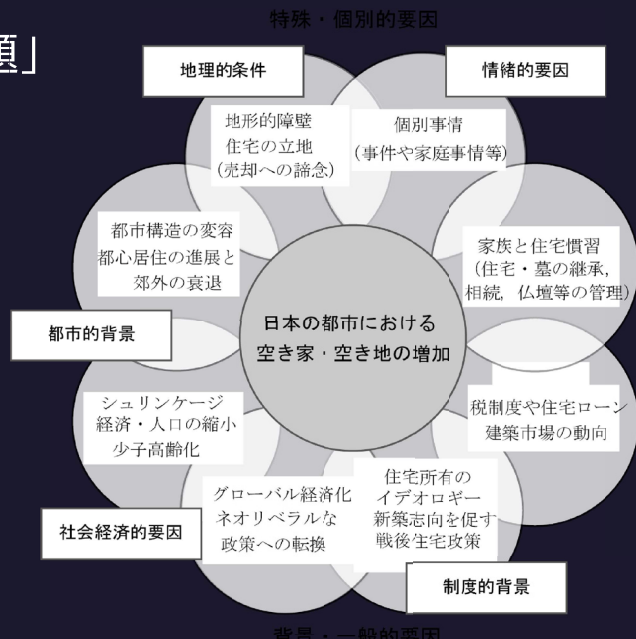 特殊・個別的要因
題」
地理的条件
情緒的要因
地形的障壁
住宅の立地
(売却への諦念)
個別事情
(事件や家庭事情等)
都市構造の変容
都心居住の進展と
郊外の衰退
家族と住宅慣習
(住宅・墓の継承,
相続, 仏壇等の管理)
都市的背景
日本の都市における
空き家・空き地の増加
シュリンケージ
経済・人口の縮小
少子高齢化
税制度や住宅ローン
建築市場の動向
グローバル経済化
ネオリベラルな
政策への転換
住宅所有の
イデオロギー
新築志向を促す
戦後住宅政策
社会経済的要因
制度的背景
背景・一般的要因